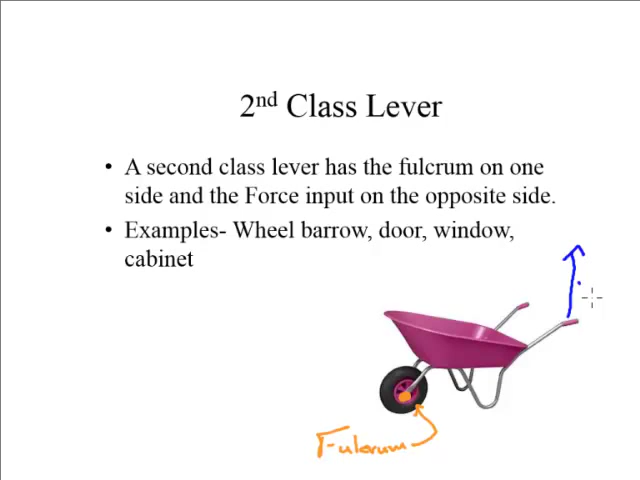 2nd Class Lever
• A second class lever has the fulcrum on one
side and the Force input on the opposite side.
• Examples- Wheel barrow, door, window,
cabinet
Fulcrum